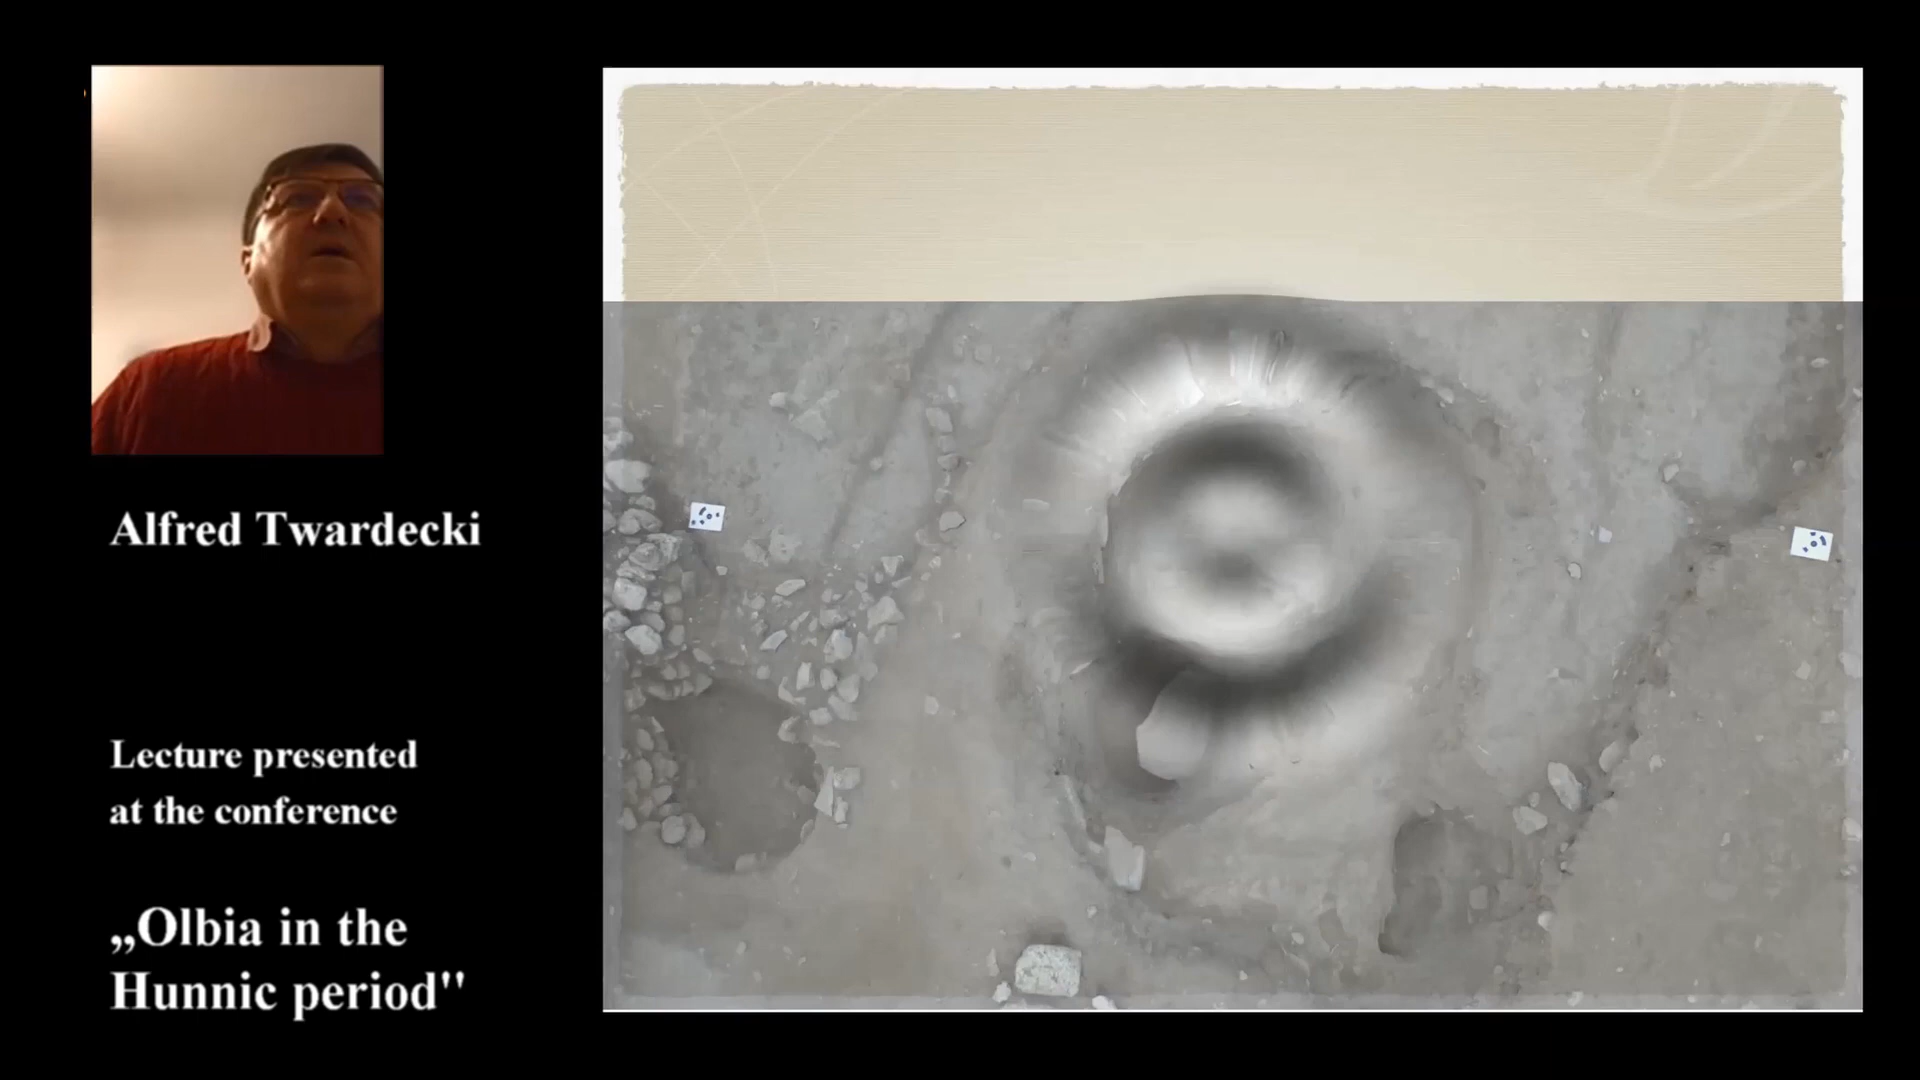 Alfred Twardecki
Lecture presented
at the conference
„Olbia in the
Hunnic period"